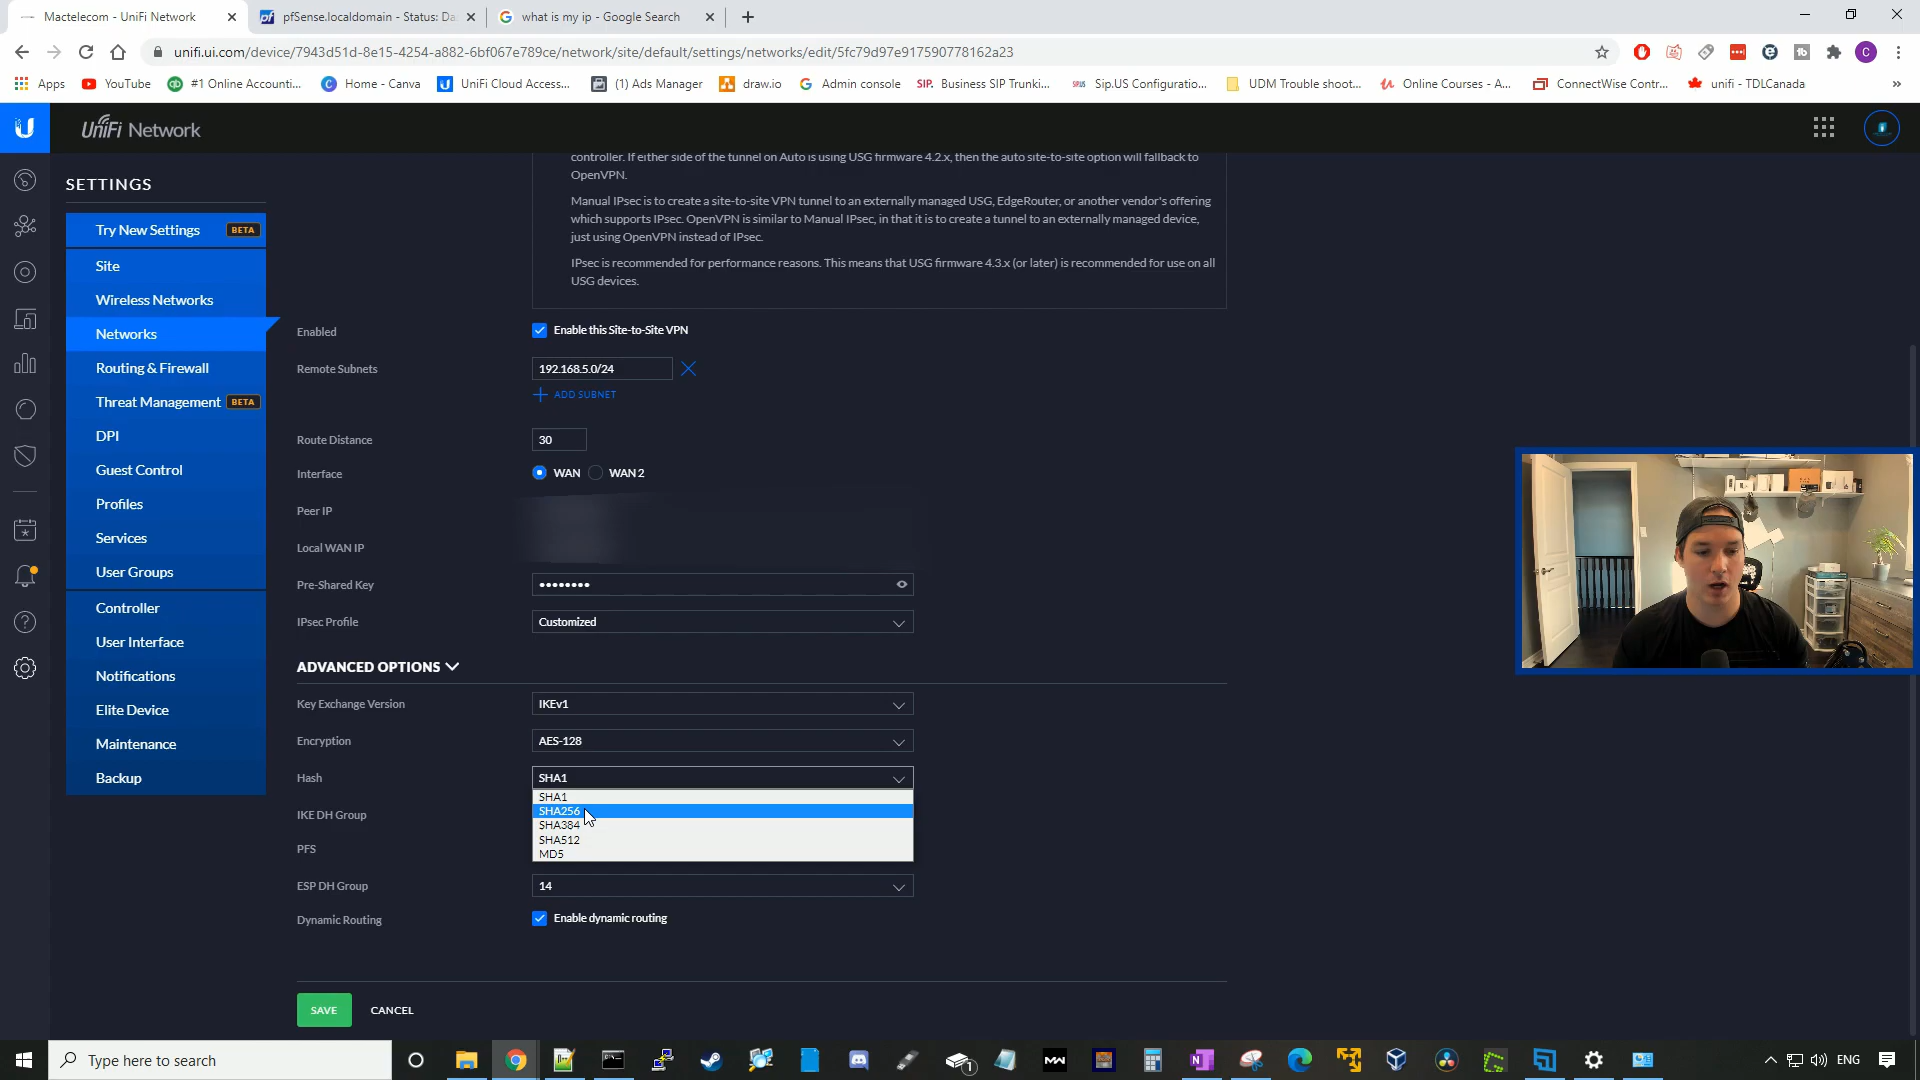 Mactelecom - UniFi Network
pfSense.localdomain - Status: Da
what is my ip - Google Search
unifi.ui.com/device/7943d51d-8e15-4254-a882-6bf067e789ce/network/site/default/settings/networks/edit/5fc79d97e917590778162a23
Apps
YouTube
#1 Online Accounti...
Home - Canva
UniFi Cloud Access...
(1) Ads Manager
draw.io
Admin console
SIP. Business SIP Trunki...
Sip.US Configuratio...
UDM Trouble shoot...
Online Courses - A...
ConnectWise Contr...
unifi - TDLCanada
UniFi Network
SETTINGS
Try New Settings BETA
Site
Wireless Networks
Networks
Routing & Firewall
Threat Management BETA
DPI
Guest Control
Profiles
Services
User Groups
Controller
User Interface
Notifications
Elite Device
Maintenance
Backup
controller. If either side of the tunnel on Auto is using USG firmware 4.2.x, then the auto site-to-site option will fallback to
OpenVPN.
Manual IPsec is to create a site-to-site VPN tunnel to an externally managed USG, EdgeRouter, or another vendor's offering
which supports IPsec. OpenVPN is similar to Manual IPsec, in that it is to create a tunnel to an externally managed device,
just using OpenVPN instead of IPsec.
IPsec is recommended for performance reasons. This means that USG firmware 4.3.x (or later) is recommended for use on all
USG devices.
Enabled
Enable this Site-to-Site VPN
Remote Subnets
192.168.5.0/24
ADD SUBNET
Route Distance
30
Interface
WAN
WAN 2
Peer IP
Local WAN IP
Pre-Shared Key
••••••••
IPsec Profile
Customized
ADVANCED OPTIONS
Key Exchange Version
IKEv1
Encryption
AES-128
Hash
SHA1
SHA1
SHA256
SHA384
SHA512
MD5
IKE DH Group
PFS
ESP DH Group
14
Dynamic Routing
Enable dynamic routing
SAVE
CANCEL
Type here to search
ENG